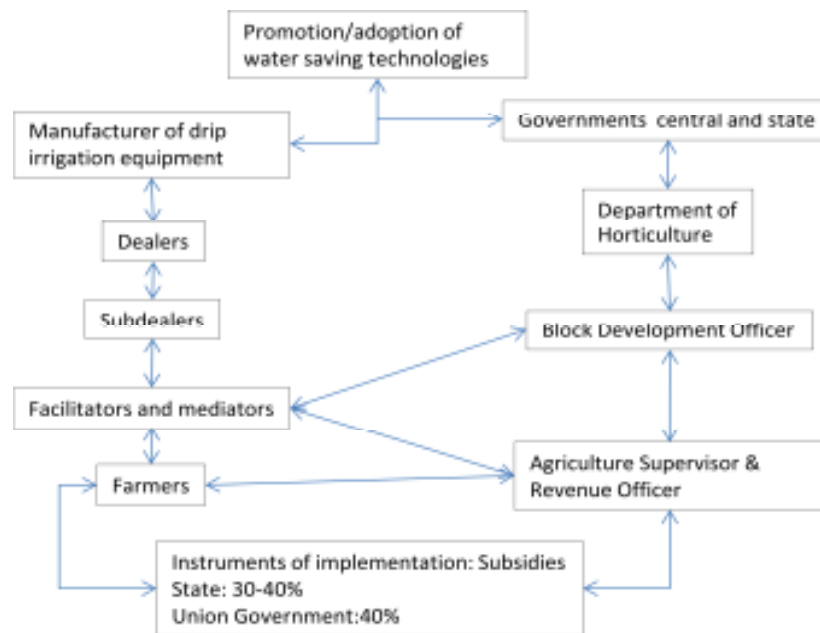 Promotion/adoption of
water saving technologies
Manufacturer of drip
irrigation equipment
Governments central and state
Dealers
Department of
Horticulture
Subdealers
Block Development Officer
Facilitators and mediators
Agriculture Supervisor &
Revenue Officer
Farmers
Instruments of implementation: Subsidies
State: 30-40%
Union Government:40%